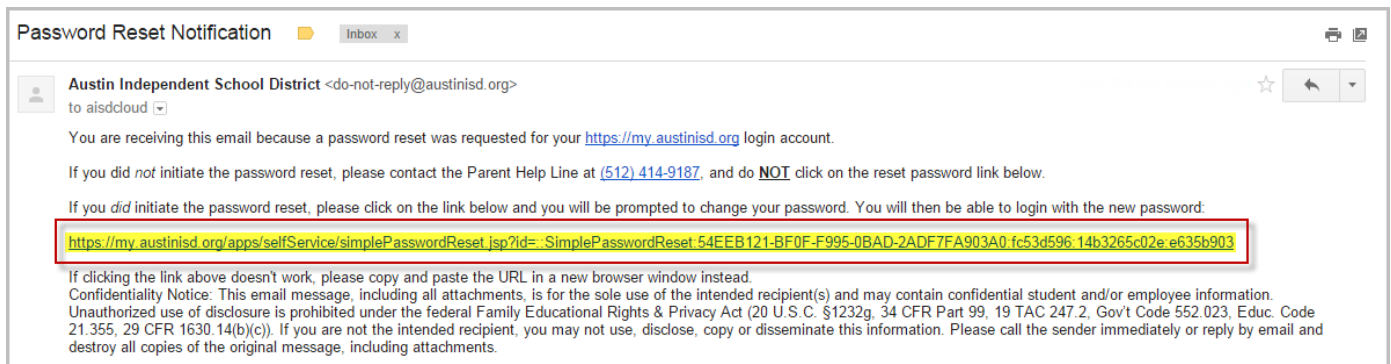 Password Reset Notification
Inbox x
Austin Independent School District <do-not-reply@austinisd.org>
to aisdcloud
You are receiving this email because a password reset was requested for your https://my.austinisd.org login account.
If you did not initiate the password reset, please contact the Parent Help Line at (512) 414-9187, and do NOT click on the reset password link below.
If you did initiate the password reset, please click on the link below and you will be prompted to change your password. You will then be able to login with the new password:
https://my.austinisd.org/apps/selfService/simplePasswordReset.jsp?id=::SimplePasswordReset:54EEB121-BF0F-F995-0BAD-2ADF7FA903A0:fc53d596:14b3265c02e:e635b903
If clicking the link above doesn't work, please copy and paste the URL in a new browser window instead.
Confidentiality Notice: This email message, including all attachments, is for the sole use of the intended recipient(s) and may contain confidential student and/or employee information.
Unauthorized use of disclosure is prohibited under the federal Family Educational Rights & Privacy Act (20 U.S.C. §1232g, 34 CFR Part 99, 19 TAC 247.2, Gov't Code 552.023, Educ. Code
21.355, 29 CFR 1630.14(b)(c)). If you are not the intended recipient, you may not use, disclose, copy or disseminate this information. Please call the sender immediately or reply by email and
destroy all copies of the original message, including attachments.